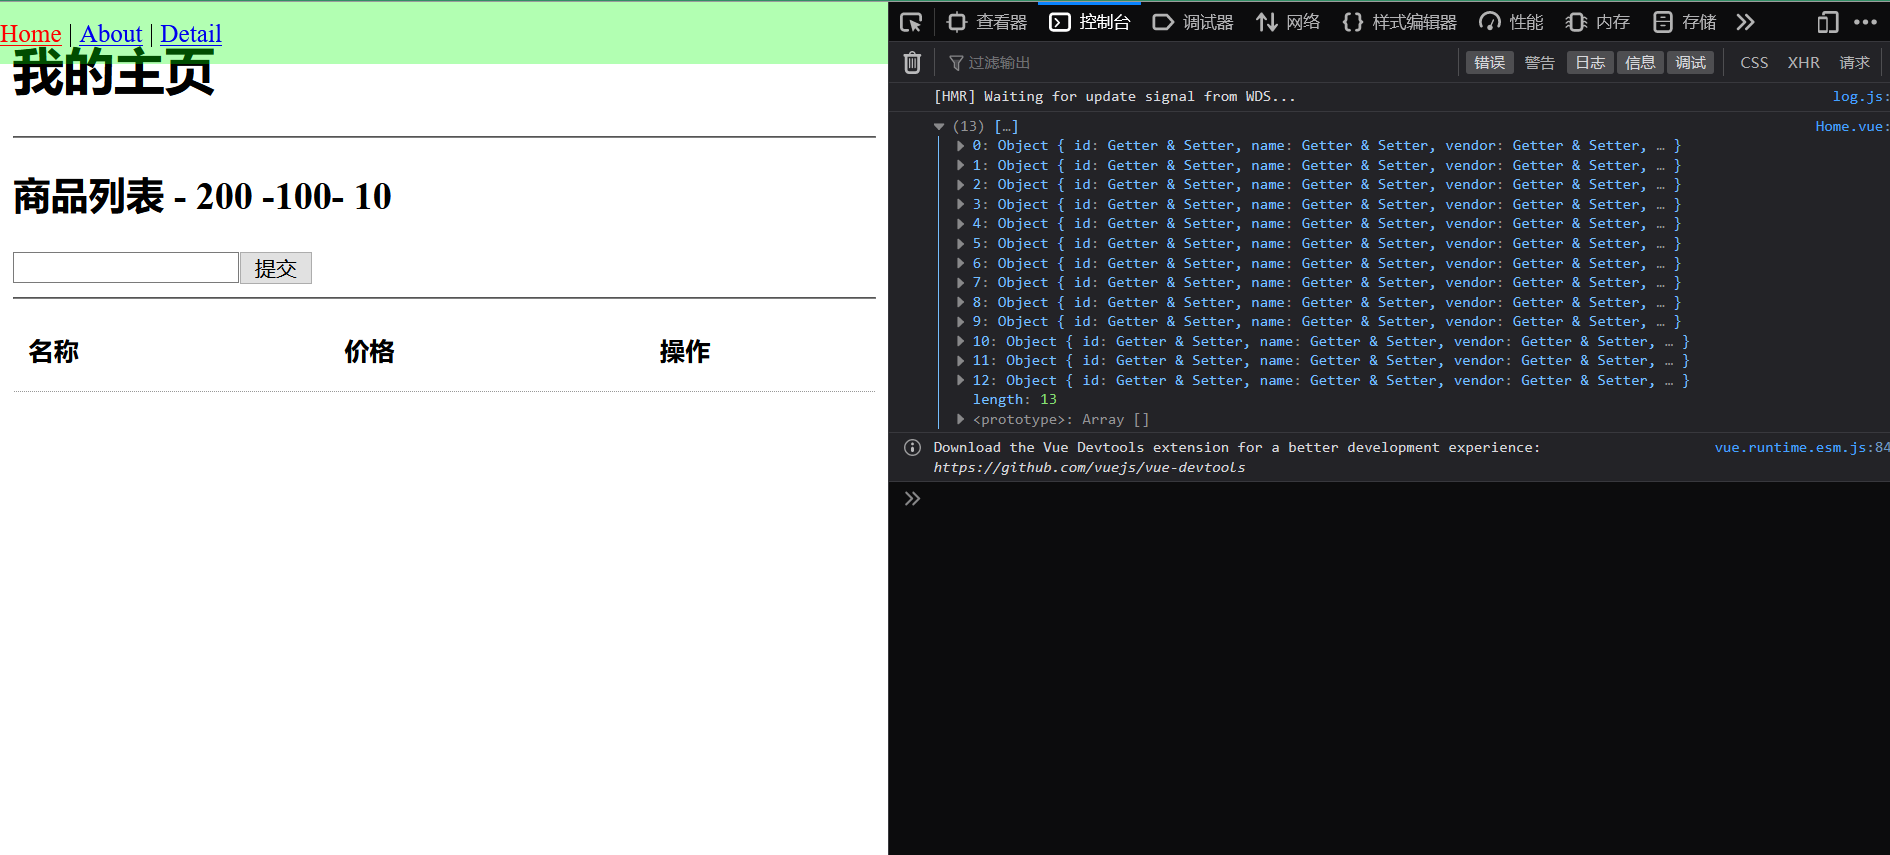 Home | About | Detail
我的主页
商品列表 - 200 -100- 10
提交
名称 价格 操作
查看器 控制台 调试器 网络 样式编辑器 性能 内存 存储
过滤输出 错误 警告 日志 信息 调试 CSS XHR 请求
[HMR] Waiting for update signal from WDS... log.js:
(13) […] Home.vue:
0: Object { id: Getter & Setter, name: Getter & Setter, vendor: Getter & Setter, … }
1: Object { id: Getter & Setter, name: Getter & Setter, vendor: Getter & Setter, … }
2: Object { id: Getter & Setter, name: Getter & Setter, vendor: Getter & Setter, … }
3: Object { id: Getter & Setter, name: Getter & Setter, vendor: Getter & Setter, … }
4: Object { id: Getter & Setter, name: Getter & Setter, vendor: Getter & Setter, … }
5: Object { id: Getter & Setter, name: Getter & Setter, vendor: Getter & Setter, … }
6: Object { id: Getter & Setter, name: Getter & Setter, vendor: Getter & Setter, … }
7: Object { id: Getter & Setter, name: Getter & Setter, vendor: Getter & Setter, … }
8: Object { id: Getter & Setter, name: Getter & Setter, vendor: Getter & Setter, … }
9: Object { id: Getter & Setter, name: Getter & Setter, vendor: Getter & Setter, … }
10: Object { id: Getter & Setter, name: Getter & Setter, vendor: Getter & Setter, … }
11: Object { id: Getter & Setter, name: Getter & Setter, vendor: Getter & Setter, … }
12: Object { id: Getter & Setter, name: Getter & Setter, vendor: Getter & Setter, … }
length: 13
<prototype>: Array []
Download the Vue Devtools extension for a better development experience: vue.runtime.esm.js:84
https://github.com/vuejs/vue-devtools